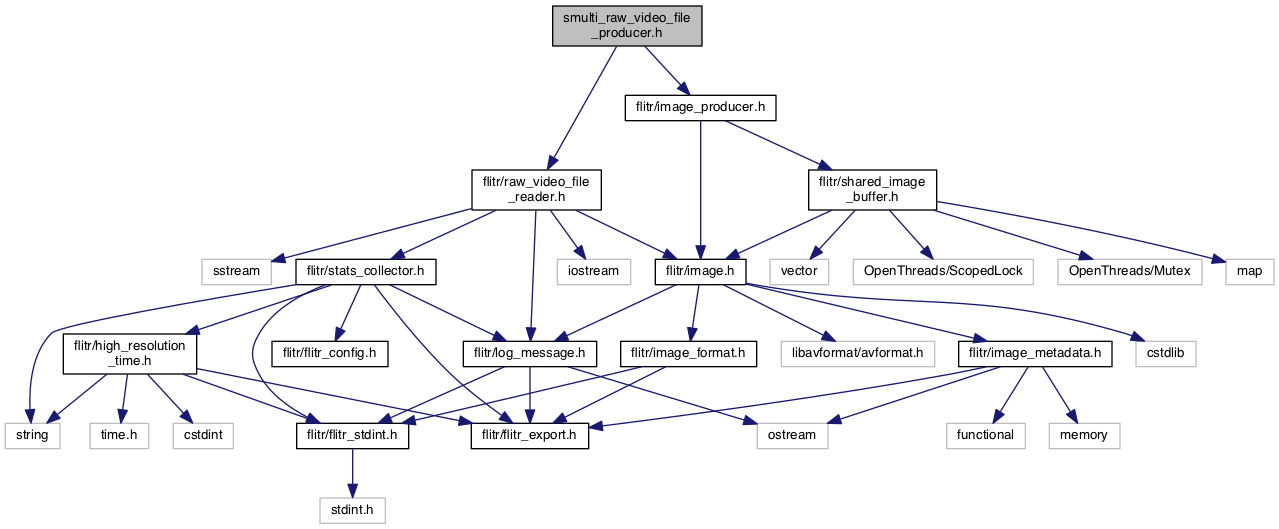 smulti_raw_video_file
_producer.h
flitr/image_producer.h
flitr/raw_video_file
_reader.h
flitr/shared_image
_buffer.h
sstream
flitr/stats_collector.h
iostream
flitr/image.h
vector
OpenThreads/ScopedLock
OpenThreads/Mutex
map
flitr/high_resolution
_time.h
flitr/flitr_config.h
flitr/log_message.h
flitr/image_format.h
libavformat/avformat.h
flitr/image_metadata.h
cstdlib
string
time.h
cstdint
flitr/flitr_stdint.h
flitr/flitr_export.h
ostream
functional
memory
stdint.h